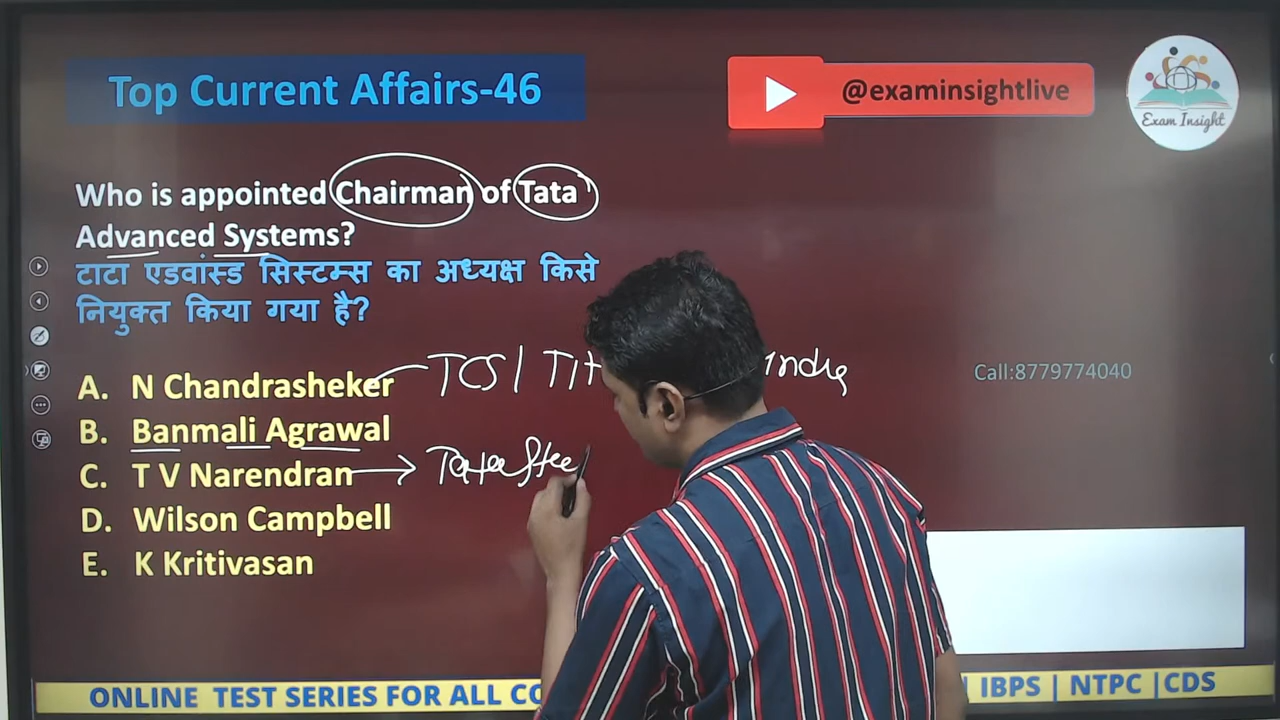 Top Current Affairs-46
@examinsightlive
Exam Insight
Who is appointed Chairman of Tata
Advanced Systems?
टाटा एडवांस्ड सिस्टम्स का अध्यक्ष किसे
नियुक्त किया गया है?
A. N Chandrasheker
TCS/
B. Banmali Agrawal
C. T V Narendran
Tata Stee
D. Wilson Campbell
E. K Kritivasan
Call:8779774040
ONLINE TEST SERIES FOR ALL
| IBPS | NTPC |CDS